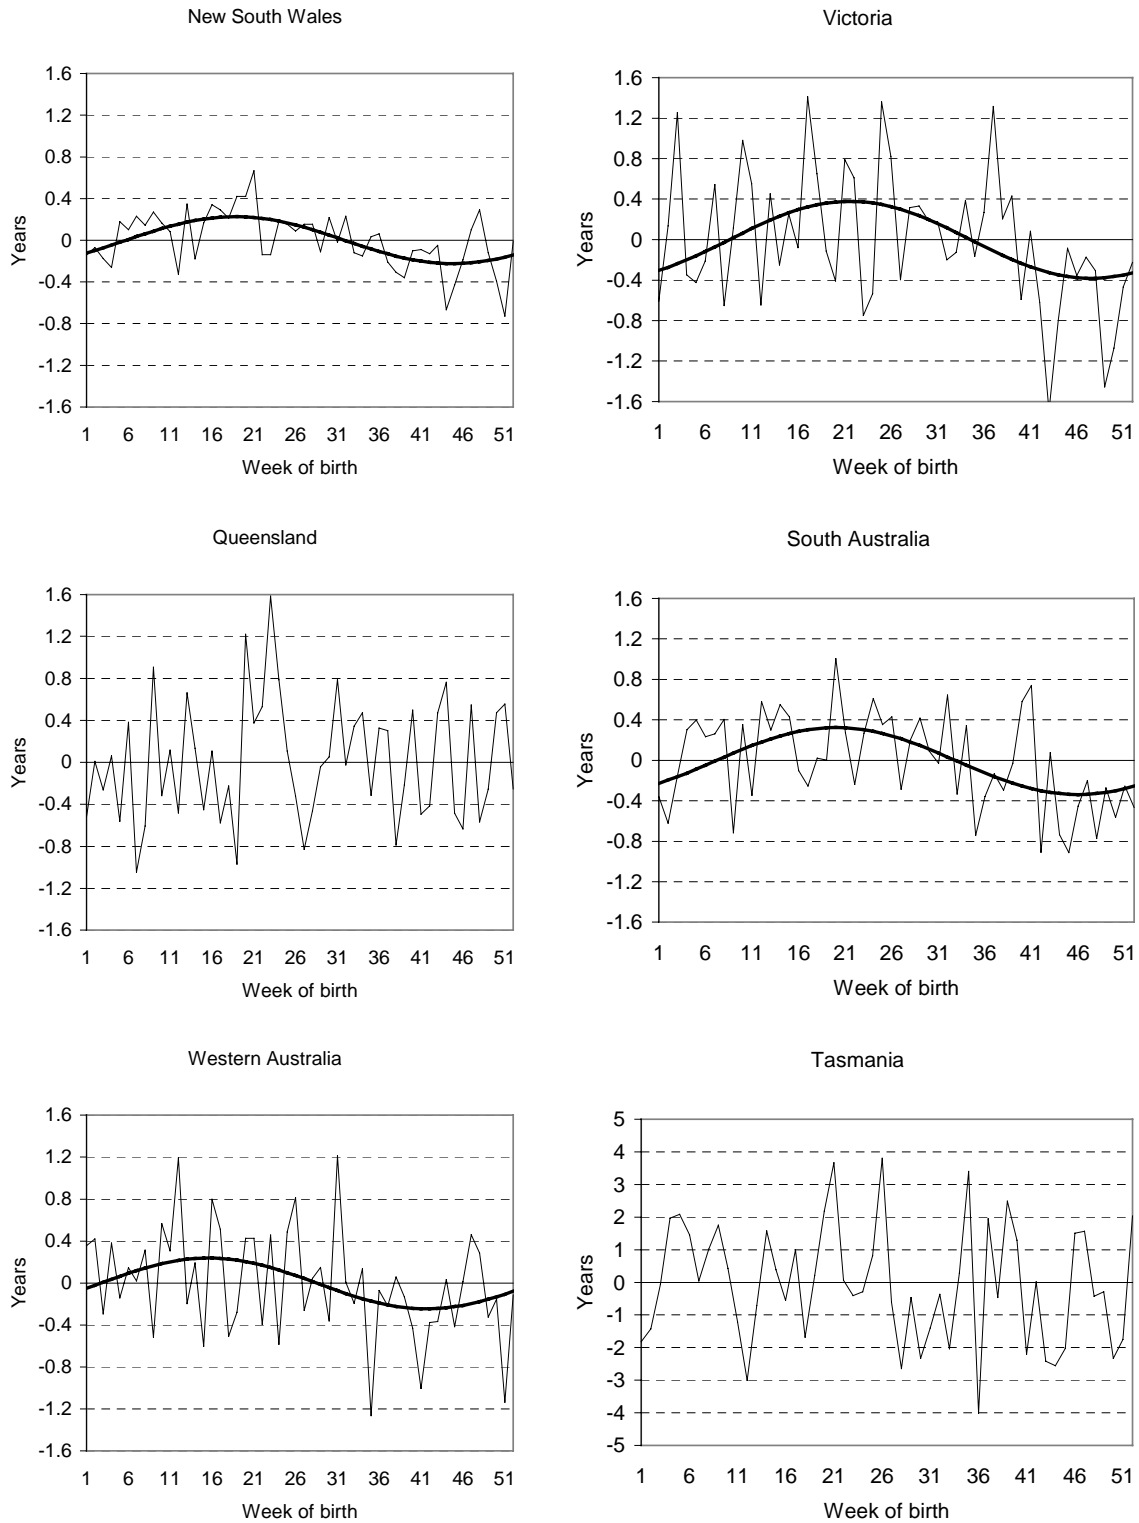 New South Wales
1.6
1.2
0.8
0.4
0
-0.4
-0.8
-1.2
-1.6
Years
1 6 11 16 21 26 31 36 41 46 51
Week of birth
Victoria
1.6
1.2
0.8
0.4
0
-0.4
-0.8
-1.2
-1.6
Years
1 6 11 16 21 26 31 36 41 46 51
Week of birth
Queensland
1.6
1.2
0.8
0.4
0
-0.4
-0.8
-1.2
-1.6
Years
1 6 11 16 21 26 31 36 41 46 51
Week of birth
South Australia
1.6
1.2
0.8
0.4
0
-0.4
-0.8
-1.2
-1.6
Years
1 6 11 16 21 26 31 36 41 46 51
Week of birth
Western Australia
1.6
1.2
0.8
0.4
0
-0.4
-0.8
-1.2
-1.6
Years
1 6 11 16 21 26 31 36 41 46 51
Week of birth
Tasmania
5
4
3
2
1
0
-1
-2
-3
-4
-5
Years
1 6 11 16 21 26 31 36 41 46 51
Week of birth